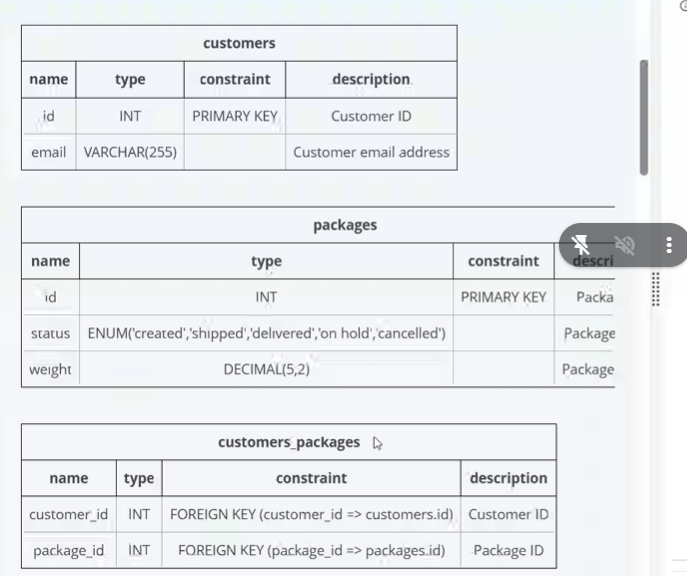 customers
name type constraint description
id INT PRIMARY KEY Customer ID
email VARCHAR(255) Customer email address
packages
name type constraint descri
id INT PRIMARY KEY Packa
status ENUM('created','shipped','delivered','on hold','cancelled') Package
weight DECIMAL(5,2) Package
customers_packages
name type constraint description
customer_id INT FOREIGN KEY (customer_id => customers.id) Customer ID
package_id INT FOREIGN KEY (package_id => packages.id) Package ID